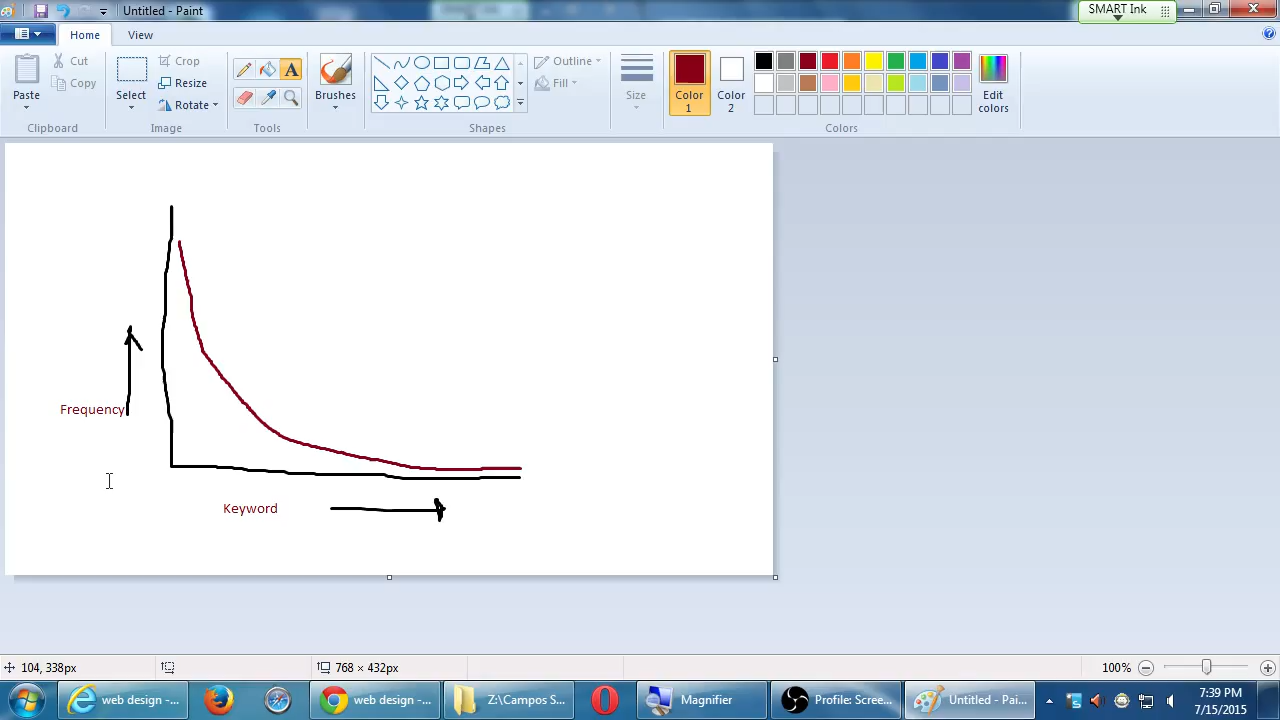 Untitled - Paint
SMART Ink
Home
View
Cut
Copy
Paste
Clipboard
Crop
Resize
Rotate
Select
Image
Tools
Brushes
Outline
Fill
Shapes
Size
Color 1
Color 2
Edit colors
Colors
Frequency
Keyword
104, 338px
768 × 432px
100%
web design -...
web design -...
Z:\Campos S...
Magnifier
Profile: Scree...
Untitled - Pai...
7:39 PM
7/15/2015